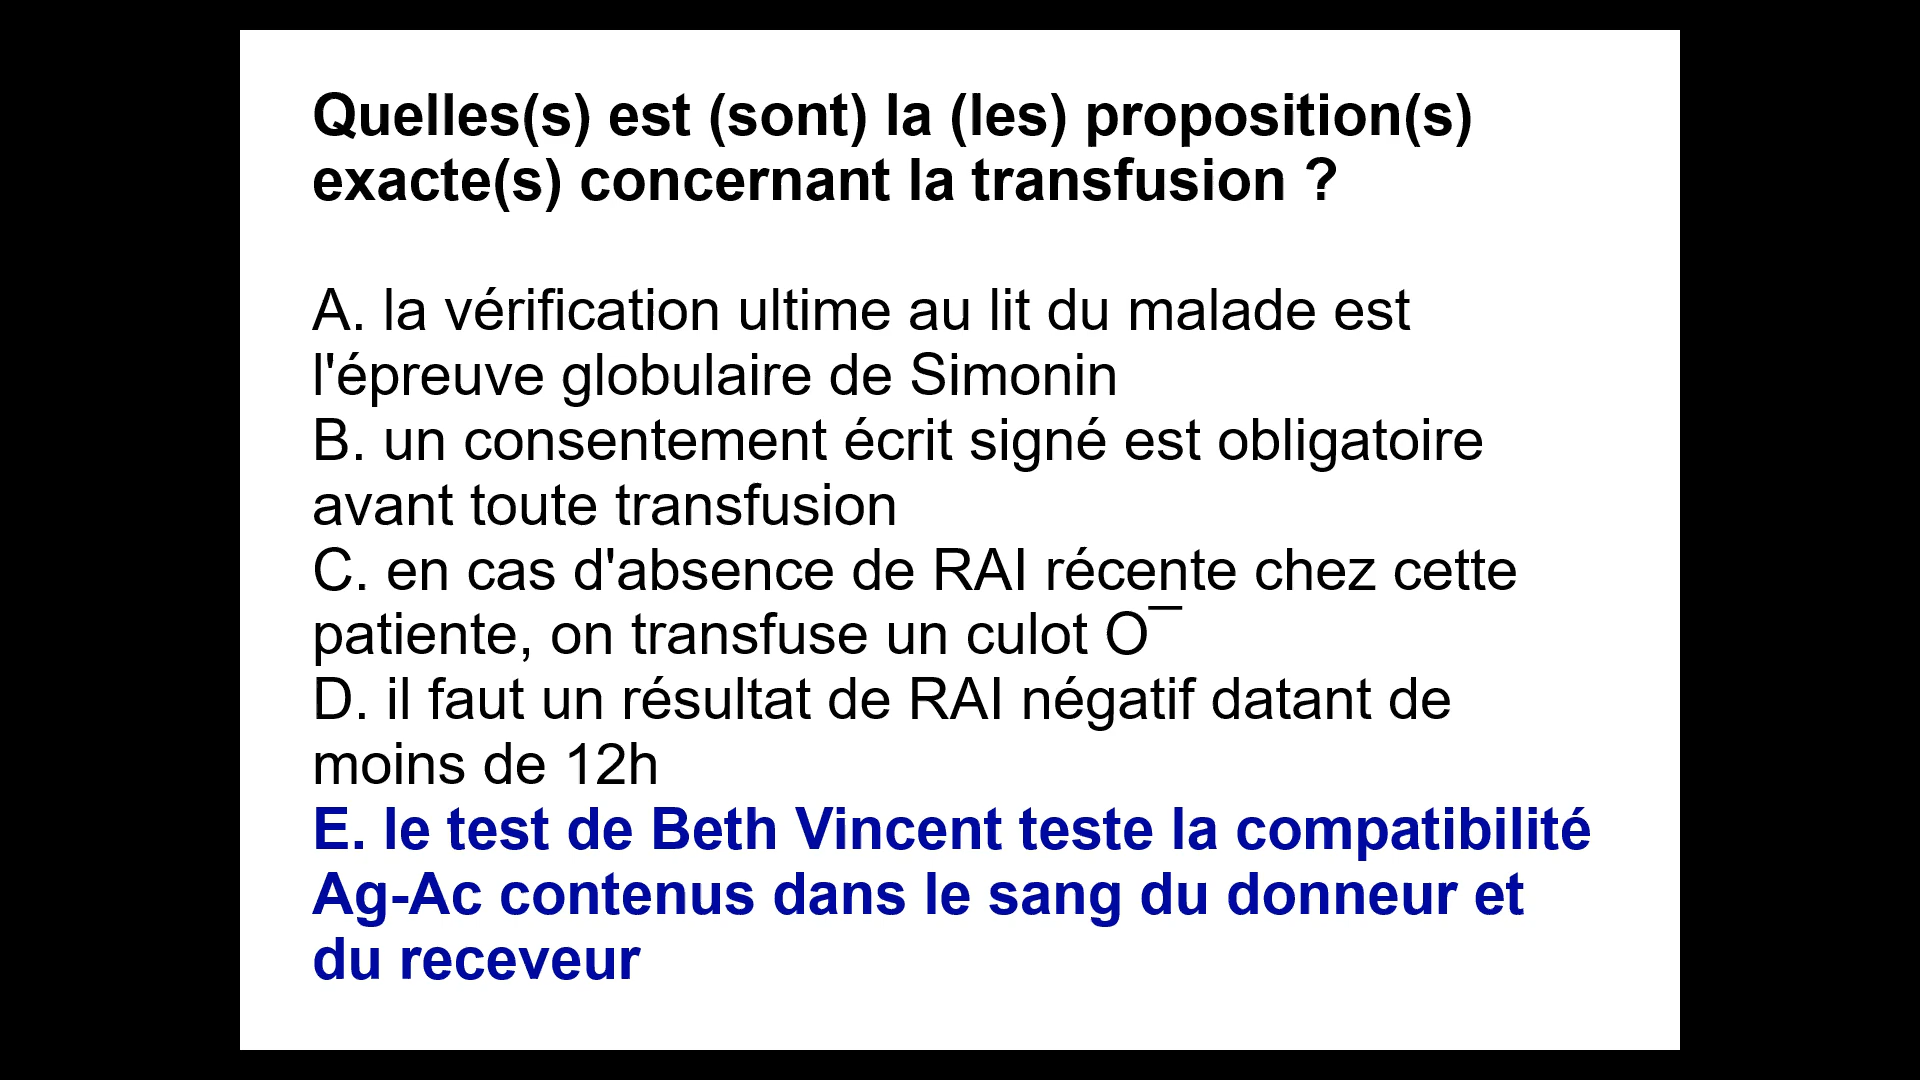 Quelles(s) est (sont) la (les) proposition(s)
exacte(s) concernant la transfusion ?
A. la vérification ultime au lit du malade est
l'épreuve globulaire de Simonin
B. un consentement écrit signé est obligatoire
avant toute transfusion
C. en cas d'absence de RAI récente chez cette
patiente, on transfuse un culot O¯
D. il faut un résultat de RAI négatif datant de
moins de 12h
E. le test de Beth Vincent teste la compatibilité
Ag-Ac contenus dans le sang du donneur et
du receveur